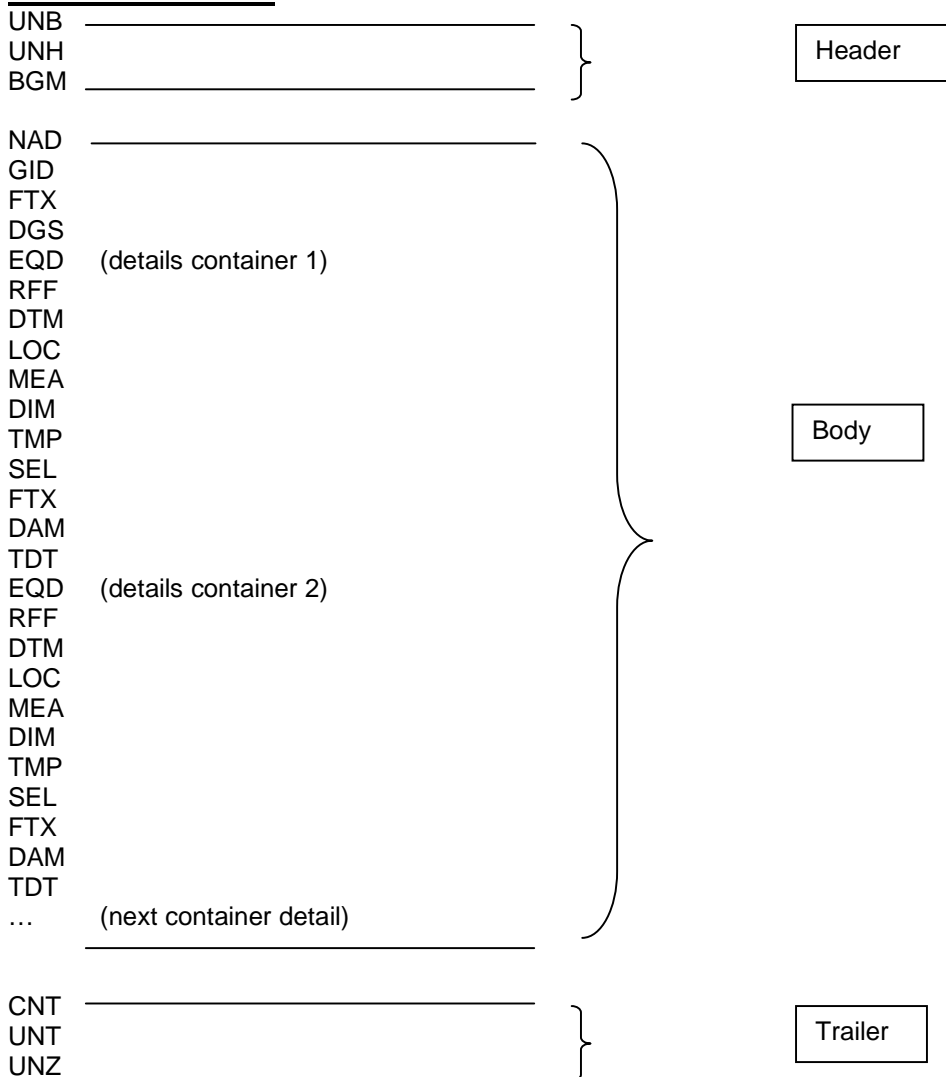 UNB
UNH
Header
BGM
NAD
GID
FTX
DGS
EQD (details container 1)
RFF
DTM
LOC
MEA
DIM
TMP
Body
SEL
FTX
DAM
TDT
EQD (details container 2)
RFF
DTM
LOC
MEA
DIM
TMP
SEL
FTX
DAM
TDT
… (next container detail)
CNT
UNT
Trailer
UNZ